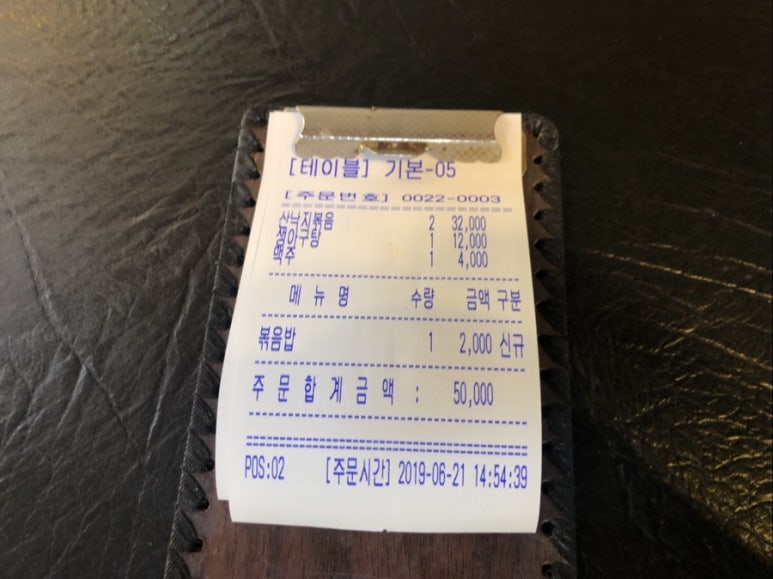 [테이블] 기본-05
[주문번호] 0022-0003
산낙지볶음 2 32,000
생아구탕 1 12,000
맥주 1 4,000
메 뉴 명 수량 금액 구분
볶음밥 1 2,000 신규
주 문 합 계 금 액 : 50,000
POS:02 [주문시간] 2019-06-21 14:54:39